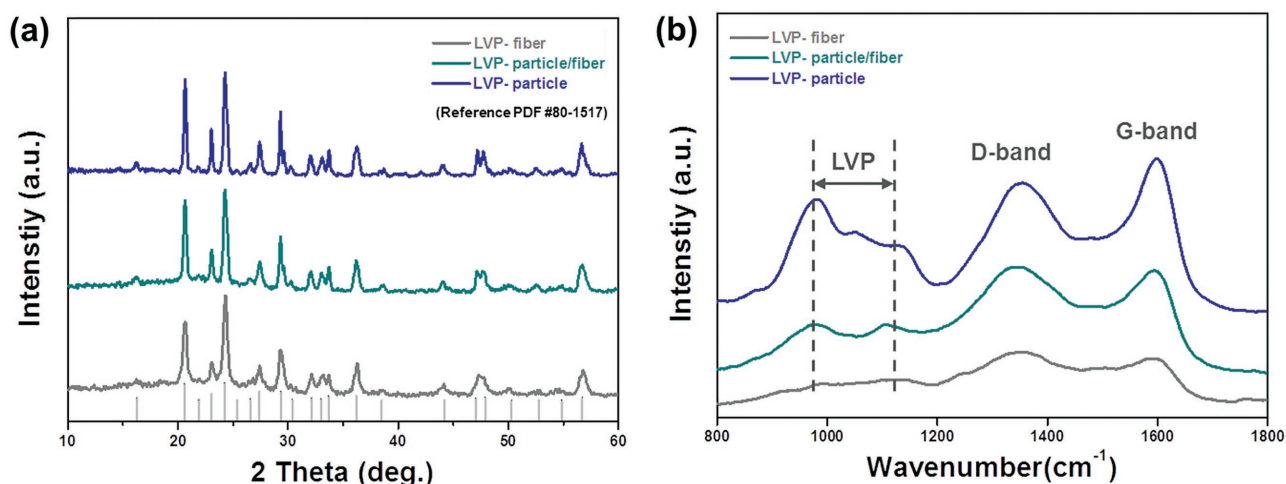 (a)
LVP- fiber
LVP- particle/fiber
LVP- particle
(Reference PDF #80-1517)
Intenstiy (a.u.)
10 20 30 40 50 60
2 Theta (deg.)
(b)
LVP- fiber
LVP- particle/fiber
LVP- particle
G-band
D-band
LVP
Intenstiy (a.u.)
800 1000 1200 1400 1600 1800
Wavenumber(cm⁻¹)